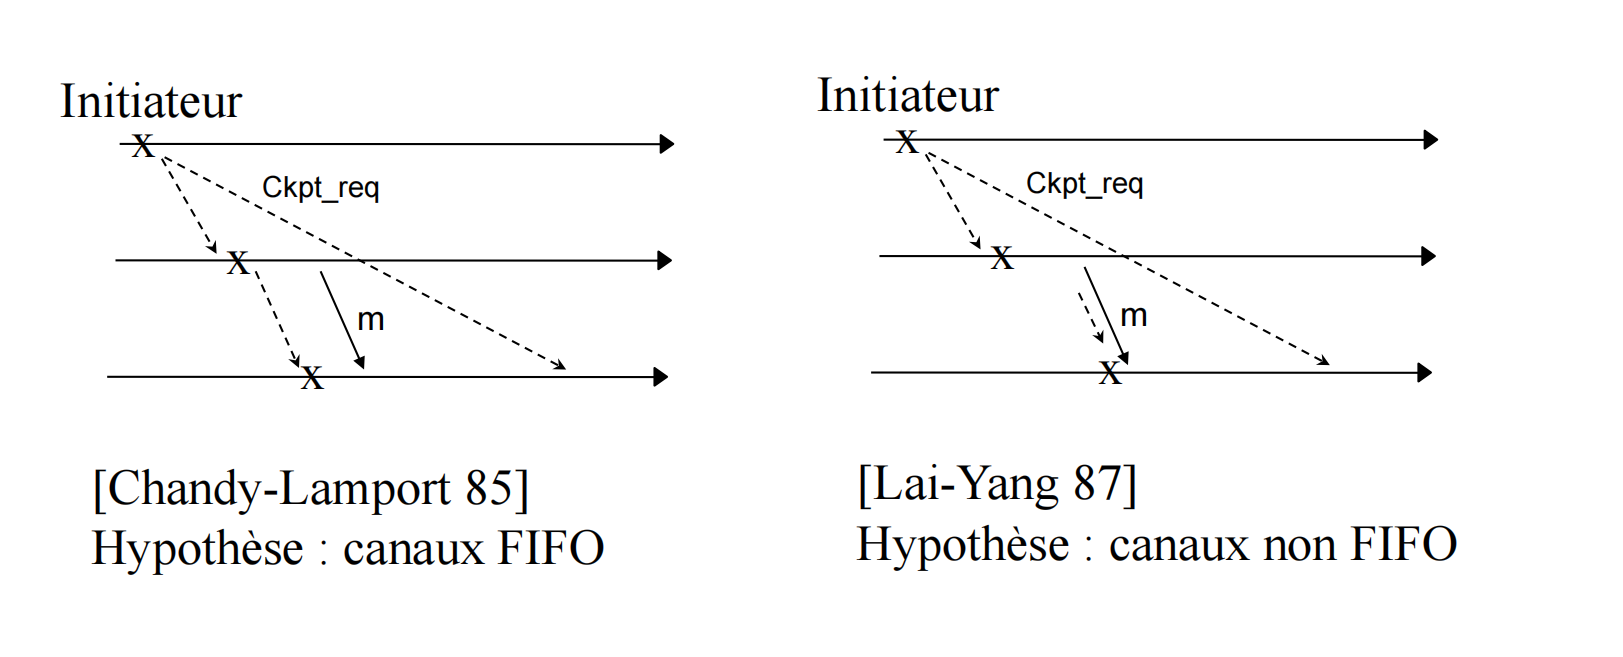 Initiateur
X
Ckpt_req
X
m
X
[Chandy-Lamport 85]
Hypothèse : canaux FIFO
Initiateur
X
Ckpt_req
X
m
X
[Lai-Yang 87]
Hypothèse : canaux non FIFO